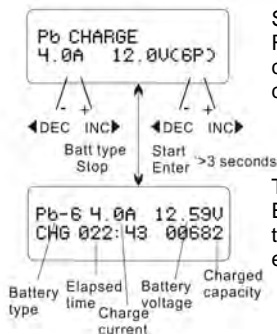 Pb CHARGE
4.0A 12.0V(6P)
- + - +
◀DEC INC▶ ◀DEC INC▶
Batt type Stop
Start Enter >3 seconds
Pb-6 4.0A 12.59V
CHG 022:43 00682
Battery type
Elapsed time
Charge current
Battery voltage
Charged capacity